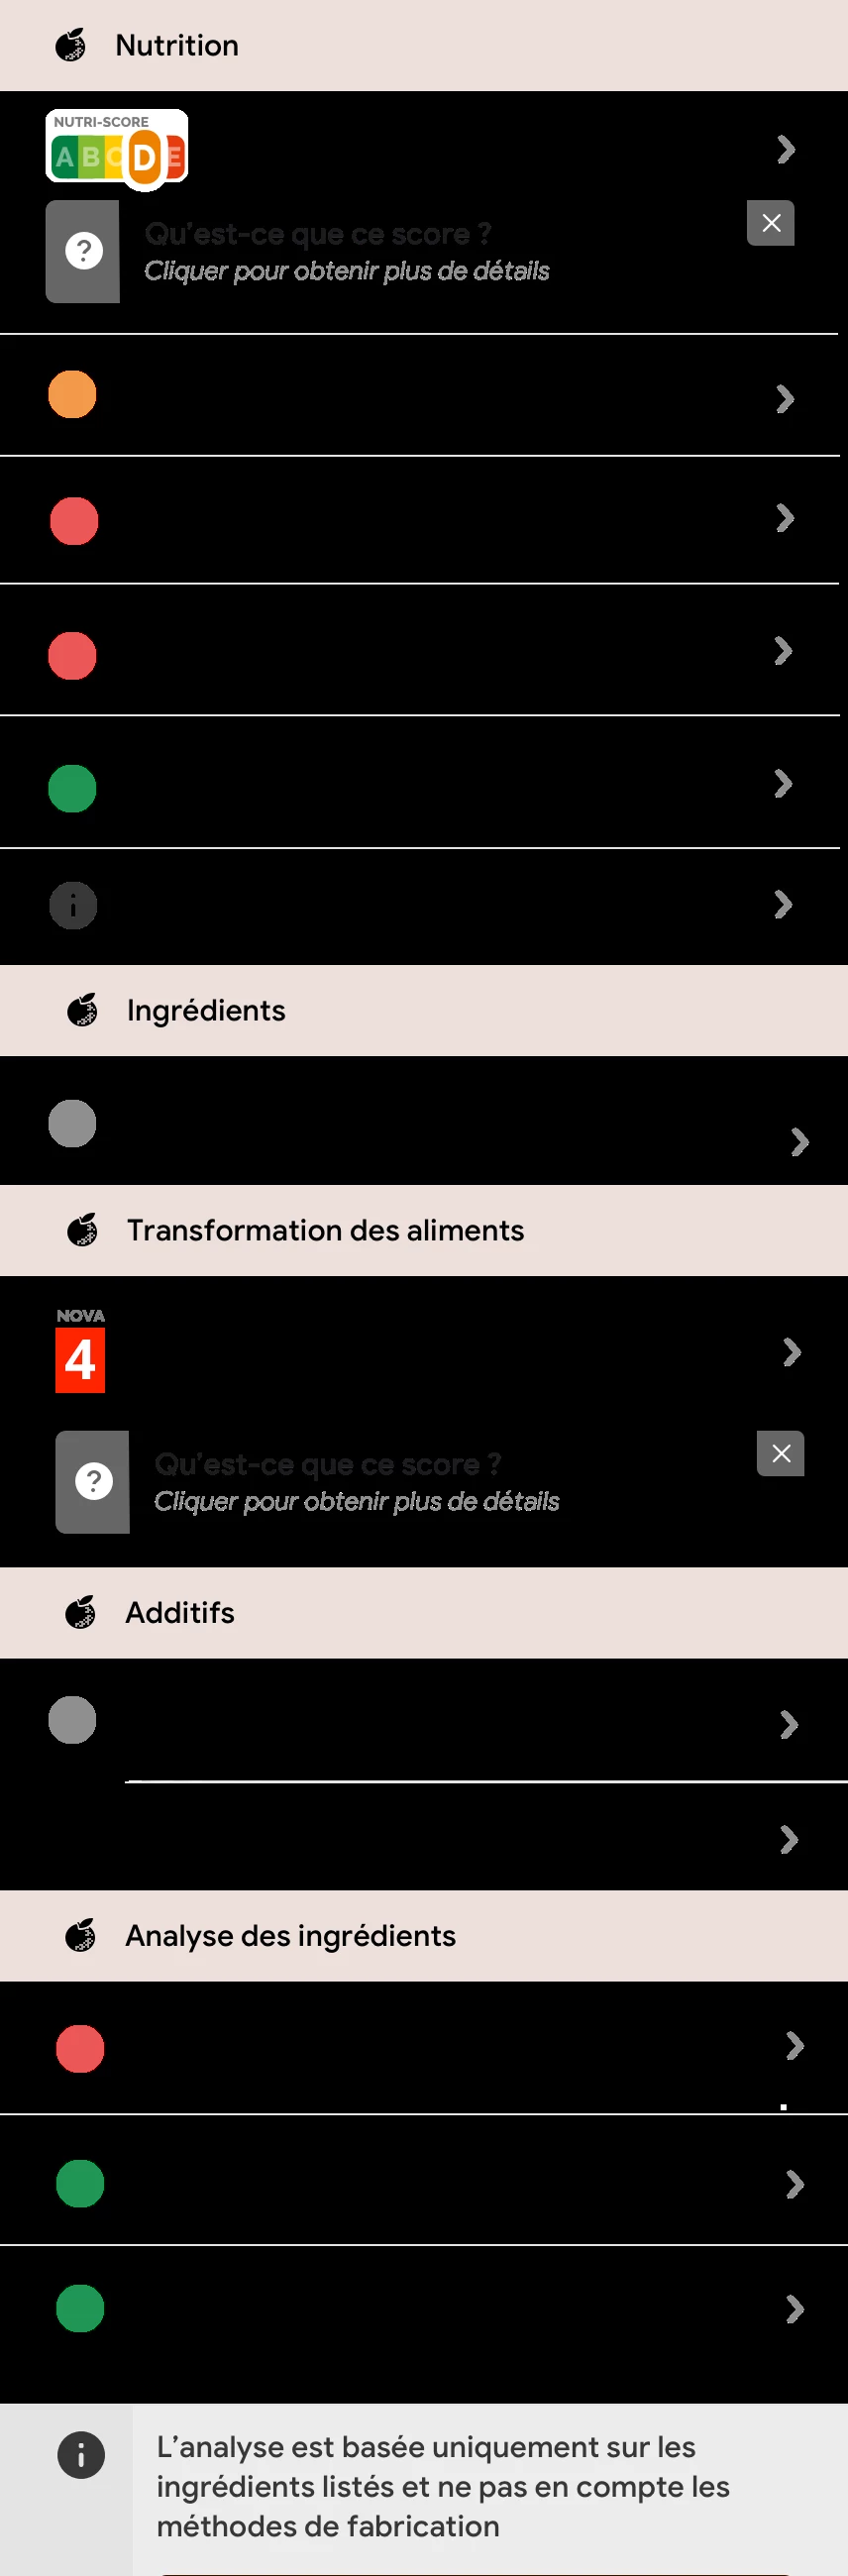 Nutrition
NUTRI-SCORE
A B C D E
Qu’est-ce que ce score ?
Cliquer pour obtenir plus de détails
Ingrédients
Transformation des aliments
NOVA
4
Qu’est-ce que ce score ?
Cliquer pour obtenir plus de détails
Additifs
Analyse des ingrédients
L’analyse est basée uniquement sur les
ingrédients listés et ne pas en compte les
méthodes de fabrication